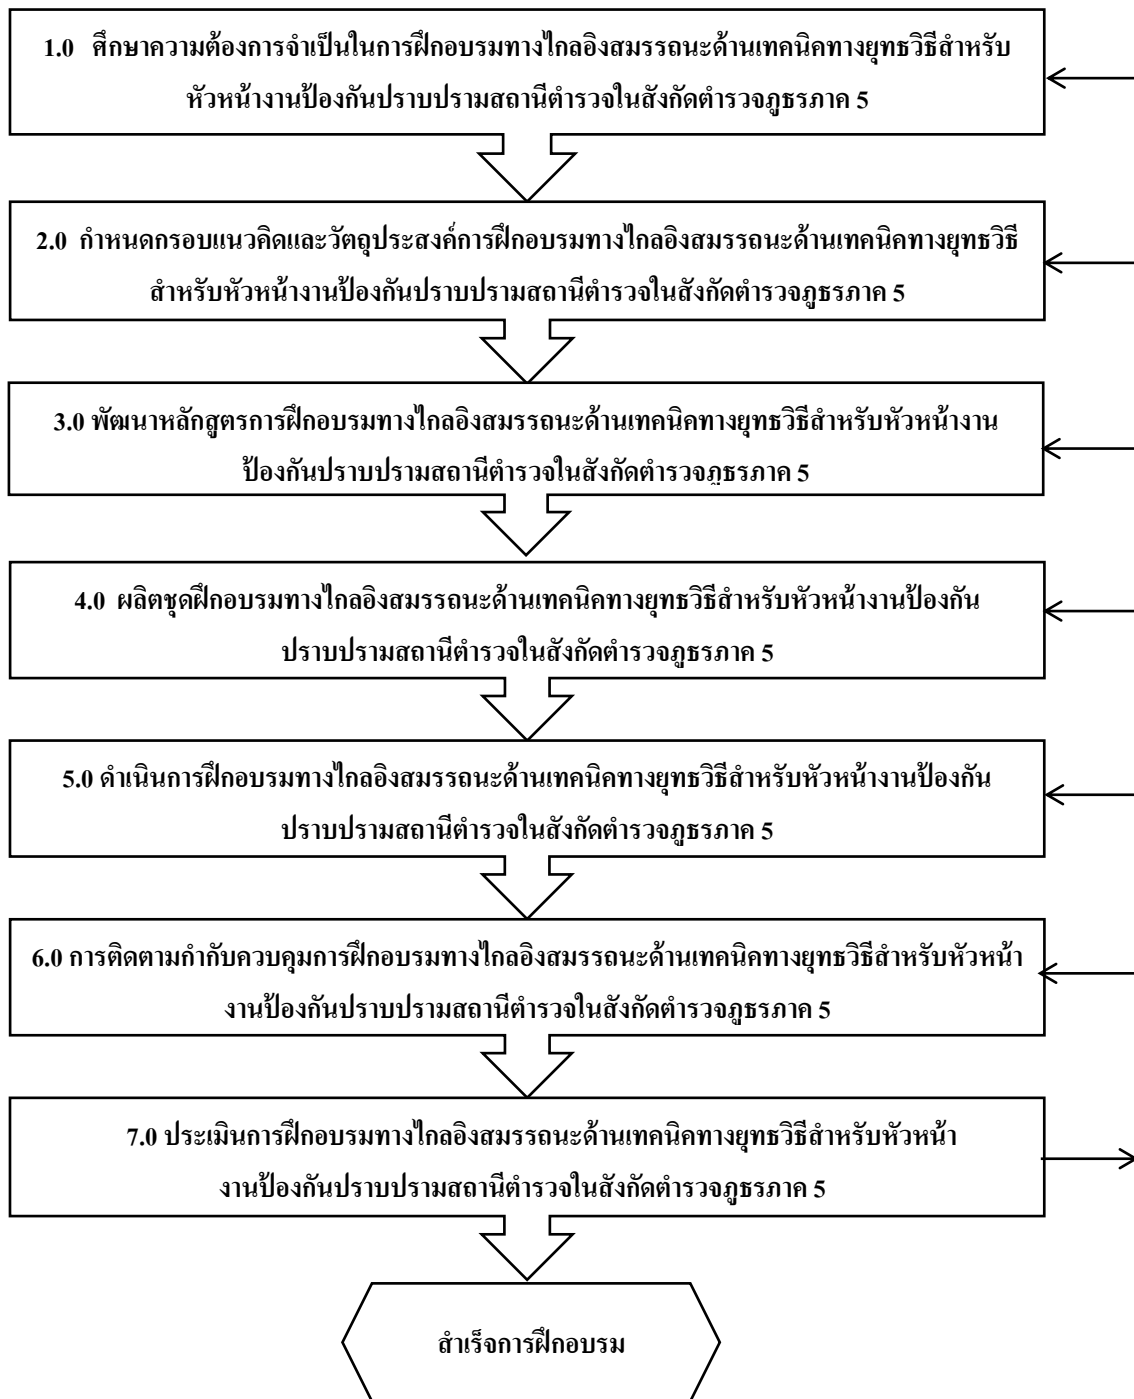 1.0 ศึกษาความต้องการจำเป็นในการฝึกอบรมทางไกลอิงสมรรถนะด้านเทคนิคทางยุทธวิธีสำหรับ
หัวหน้างานป้องกันปราบปรามสถานีตำรวจในสังกัดตำรวจภูธรภาค 5
2.0 กำหนดกรอบแนวคิดและวัตถุประสงค์การฝึกอบรมทางไกลอิงสมรรถนะด้านเทคนิคทางยุทธวิธี
สำหรับหัวหน้างานป้องกันปราบปรามสถานีตำรวจในสังกัดตำรวจภูธรภาค 5
3.0 พัฒนาหลักสูตรการฝึกอบรมทางไกลอิงสมรรถนะด้านเทคนิคทางยุทธวิธีสำหรับหัวหน้างาน
ป้องกันปราบปรามสถานีตำรวจในสังกัดตำรวจภูธรภาค 5
4.0 ผลิตชุดฝึกอบรมทางไกลอิงสมรรถนะด้านเทคนิคทางยุทธวิธีสำหรับหัวหน้างานป้องกัน
ปราบปรามสถานีตำรวจในสังกัดตำรวจภูธรภาค 5
5.0 ดำเนินการฝึกอบรมทางไกลอิงสมรรถนะด้านเทคนิคทางยุทธวิธีสำหรับหัวหน้างานป้องกัน
ปราบปรามสถานีตำรวจในสังกัดตำรวจภูธรภาค 5
6.0 การติดตามกำกับควบคุมการฝึกอบรมทางไกลอิงสมรรถนะด้านเทคนิคทางยุทธวิธีสำหรับหัวหน้า
งานป้องกันปราบปรามสถานีตำรวจในสังกัดตำรวจภูธรภาค 5
7.0 ประเมินการฝึกอบรมทางไกลอิงสมรรถนะด้านเทคนิคทางยุทธวิธีสำหรับหัวหน้า
งานป้องกันปราบปรามสถานีตำรวจในสังกัดตำรวจภูธรภาค 5
สำเร็จการฝึกอบรม